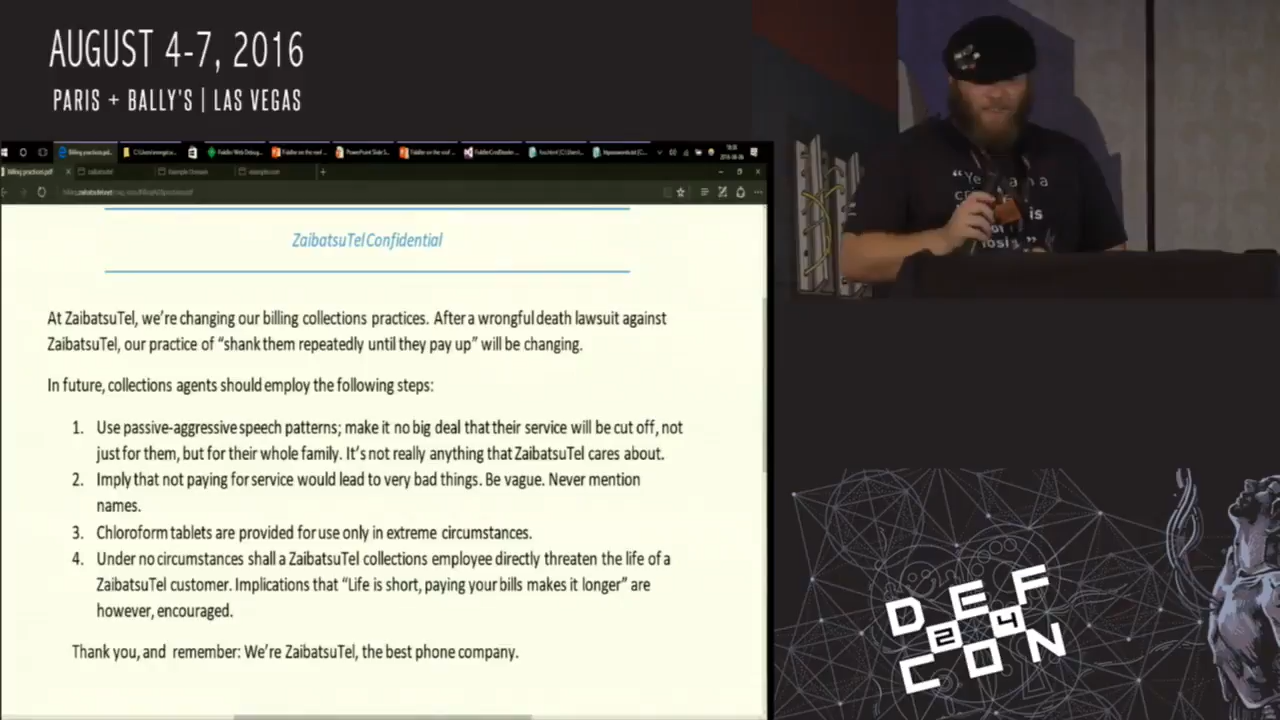 AUGUST 4-7, 2016
PARIS + BALLY'S | LAS VEGAS
Billing practices.pdf
ZaibatsuTel Confidential
At ZaibatsuTel, we're changing our billing collections practices. After a wrongful death lawsuit against
ZaibatsuTel, our practice of "shank them repeatedly until they pay up" will be changing.
In future, collections agents should employ the following steps:
1. Use passive-aggressive speech patterns; make it no big deal that their service will be cut off, not
just for them, but for their whole family. It's not really anything that ZaibatsuTel cares about.
2. Imply that not paying for service would lead to very bad things. Be vague. Never mention
names.
3. Chloroform tablets are provided for use only in extreme circumstances.
4. Under no circumstances shall a ZaibatsuTel collections employee directly threaten the life of a
ZaibatsuTel customer. Implications that "Life is short, paying your bills makes it longer" are
however, encouraged.
Thank you, and remember: We're ZaibatsuTel, the best phone company.
DEF
24
CON